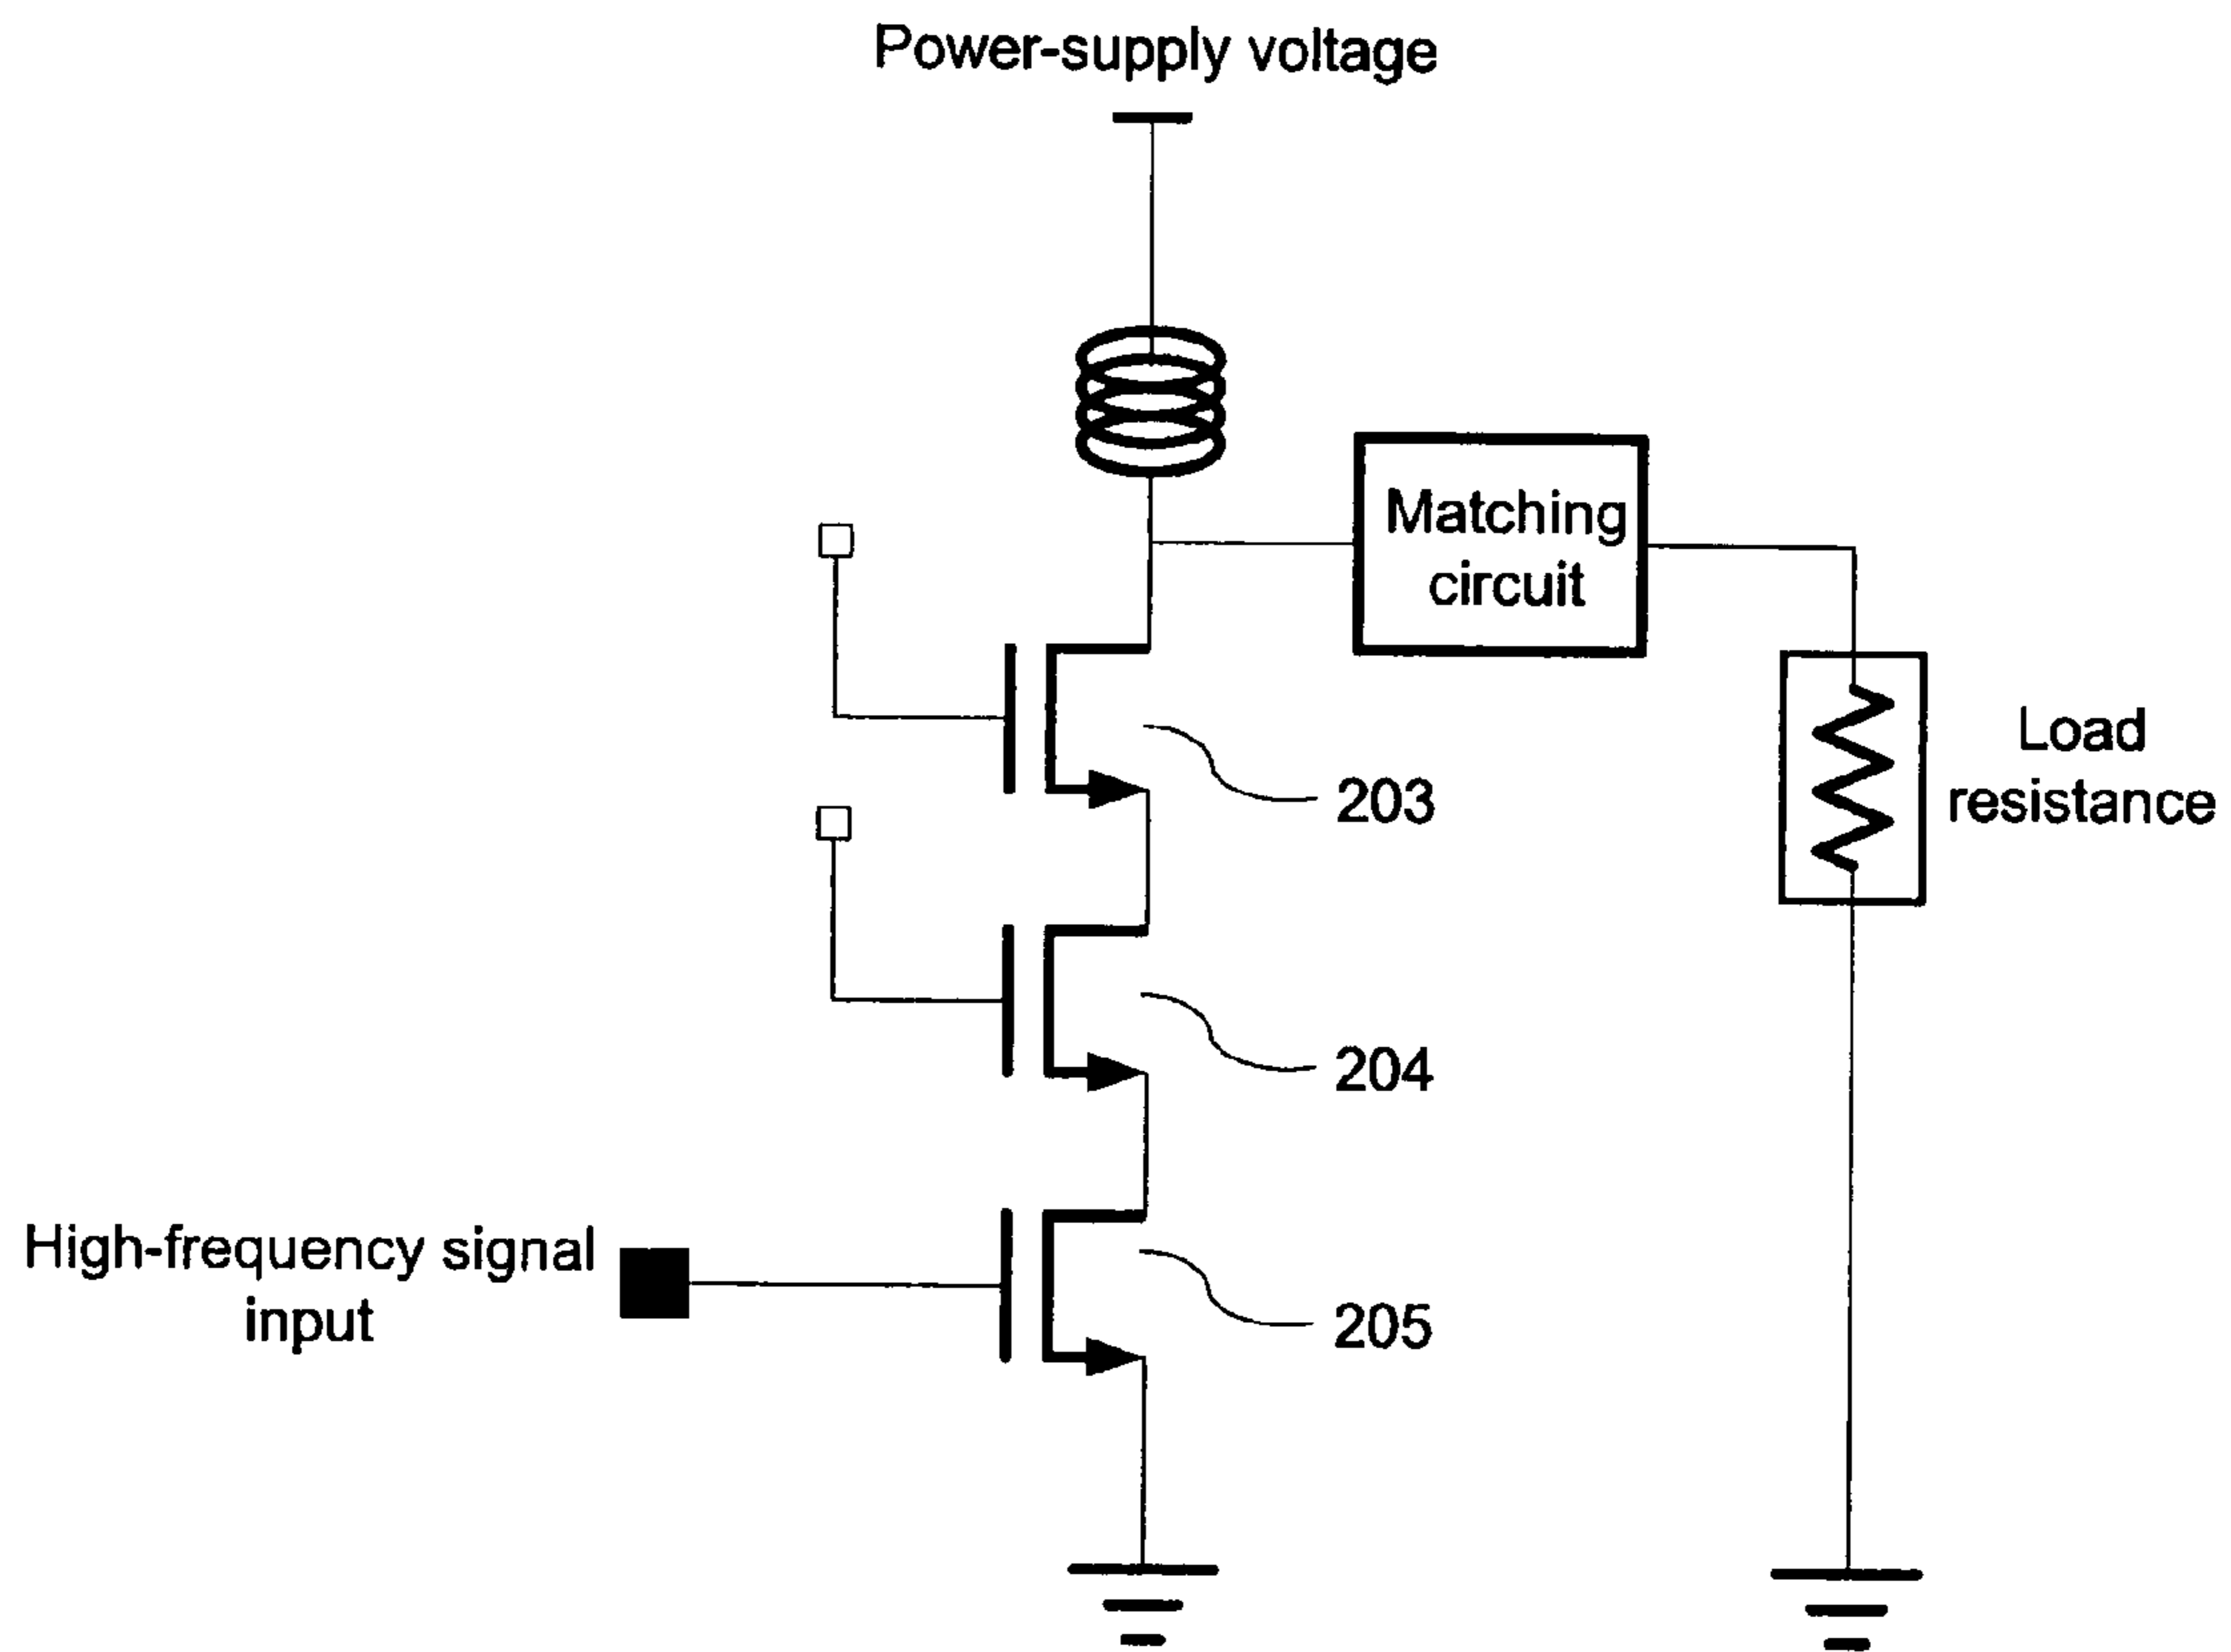 Power-supply voltage
Matching
circuit
Load
resistance
203
204
High-frequency signal
input
205